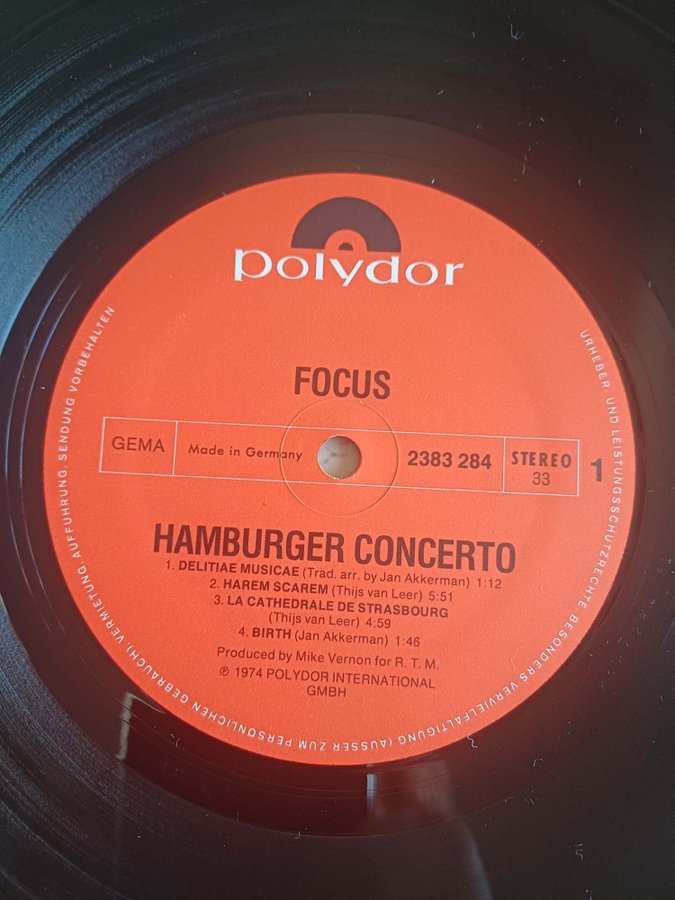 polydor
FOCUS
GEMA
Made in Germany
2383 284
STEREO
33
1
HAMBURGER CONCERTO
1. DELITIAE MUSICAE (Trad. arr. by Jan Akkerman) 1:12
2. HAREM SCAREM (Thijs van Leer) 5:51
3. LA CATHEDRALE DE STRASBOURG
(Thijs van Leer) 4:59
4. BIRTH (Jan Akkerman) 1:46
Produced by Mike Vernon for R. T. M.
℗ 1974 POLYDOR INTERNATIONAL
GMBH
URHEBER- UND LEISTUNGSSCHUTZRECHTE, BESONDERS VERVIELFÄLTIGUNG (AUSSER ZUM PERSÖNLICHEN GEBRAUCH), VERMIETUNG, AUFFÜHRUNG, SENDUNG VORBEHALTEN